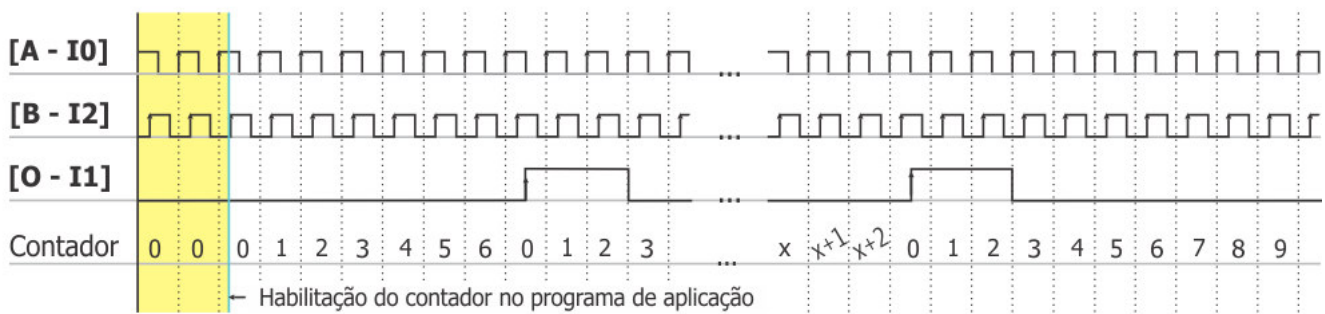 [A - I0]
...
[B - I2]
...
[O - I1]
...
Contador 0 0 0 1 2 3 4 5 6 0 1 2 3 ... x x+1 x+2 0 1 2 3 4 5 6 7 8 9
← Habilitação do contador no programa de aplicação